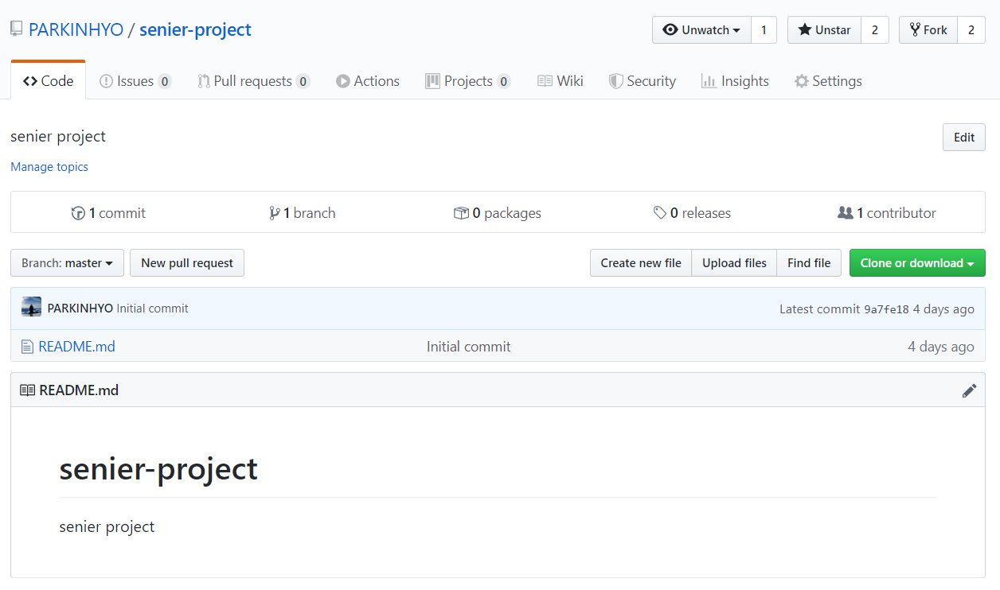 PARKINHYO / senier-project
Unwatch 1 Unstar 2 Fork 2
Code Issues 0 Pull requests 0 Actions Projects 0 Wiki Security Insights Settings
senier project
Edit
Manage topics
1 commit 1 branch 0 packages 0 releases 1 contributor
Branch: master New pull request Create new file Upload files Find file Clone or download
PARKINHYO Initial commit Latest commit 9a7fe18 4 days ago
README.md Initial commit 4 days ago
README.md
senier-project
senier project